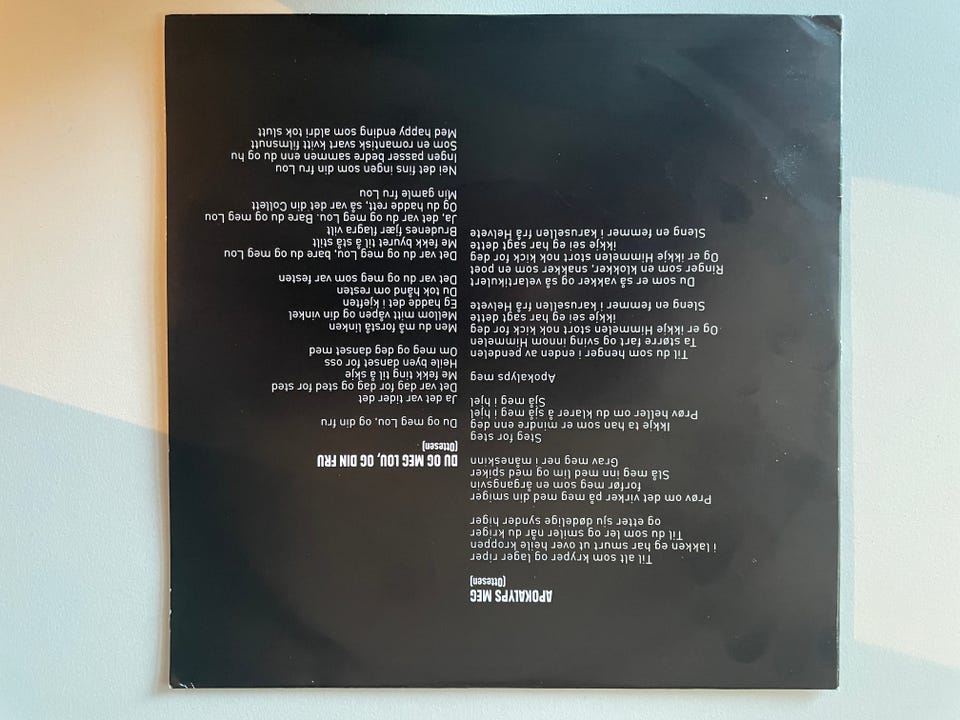 APOKALYPS MEG
(Ottesen)
Til alt som kryper og lager riper
i lakken eg har smurt ut over heile kroppen
Til du som ler og smiler når du kriger
og etter sju dødelige synder higer
Prøv om det virker på meg med din smiger
forfør meg som en årgangsvin
Slå meg inn med lim og med spiker
Grav meg ner i måneskinn
Steg for steg
Ikkje ta han som er mindre enn deg
Prøv heller om du klarer å sjå meg i hjel
Sjå meg i hjel
Apokalyps meg
Til du som henger i enden av pendelen
Ta større fart og sving innom Himmelen
Og er ikkje Himmelen stort nok kick for deg
ikkje sei eg har sagt dette
Sleng en femmer i karusellen frå Helvete
Du som er så vakker og så velartikulert
Ringer som en klokke, snakker som en poet
Og er ikkje Himmelen stort nok kick for deg
ikkje sei eg har sagt dette
Sleng en femmer i karusellen frå Helvete
DU OG MEG LOU, OG DIN FRU
(Ottesen)
Du og meg Lou, og din fru
Ja det var tider det
Det var dag for dag og sted for sted
Me fekk ting til å skje
Heile byen danset for oss
Om meg og deg danset med
Men du må forstå linken
Mellom mitt våpen og din vinkel
Eg hadde det i kjeften
Du tok hånd om resten
Det var du og meg som var festen
Det var du og meg Lou, bare du og meg Lou
Me fekk byuret til å stå stilt
Brudenes fjær flagra vilt
Ja, det var du og meg Lou. Bare du og meg Lou
Og du hadde rett, så var det din Collett
Min gamle fru Lou
Nei det fins ingen som din fru Lou
Ingen passer bedre sammen enn du og hu
Som en romantisk svart kvitt filmsnutt
Med happy ending som aldri tok slutt